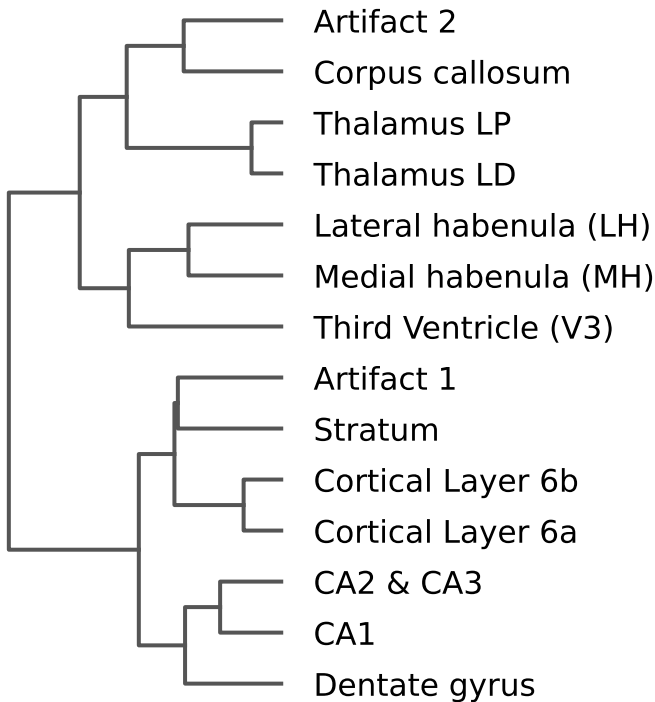 Artifact 2
Corpus callosum
Thalamus LP
Thalamus LD
Lateral habenula (LH)
Medial habenula (MH)
Third Ventricle (V3)
Artifact 1
Stratum
Cortical Layer 6b
Cortical Layer 6a
CA2 & CA3
CA1
Dentate gyrus